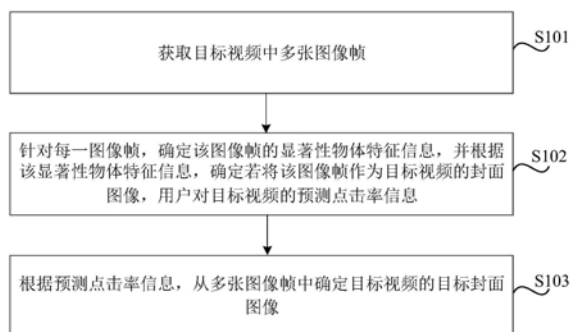 获取目标视频中多张图像帧
S101
针对每一图像帧，确定该图像帧的显著性物体特征信息，并根据
该显著性物体特征信息，确定若将该图像帧作为目标视频的封面
图像，用户对目标视频的预测点击率信息
S102
根据预测点击率信息，从多张图像帧中确定目标视频的目标封面
图像
S103